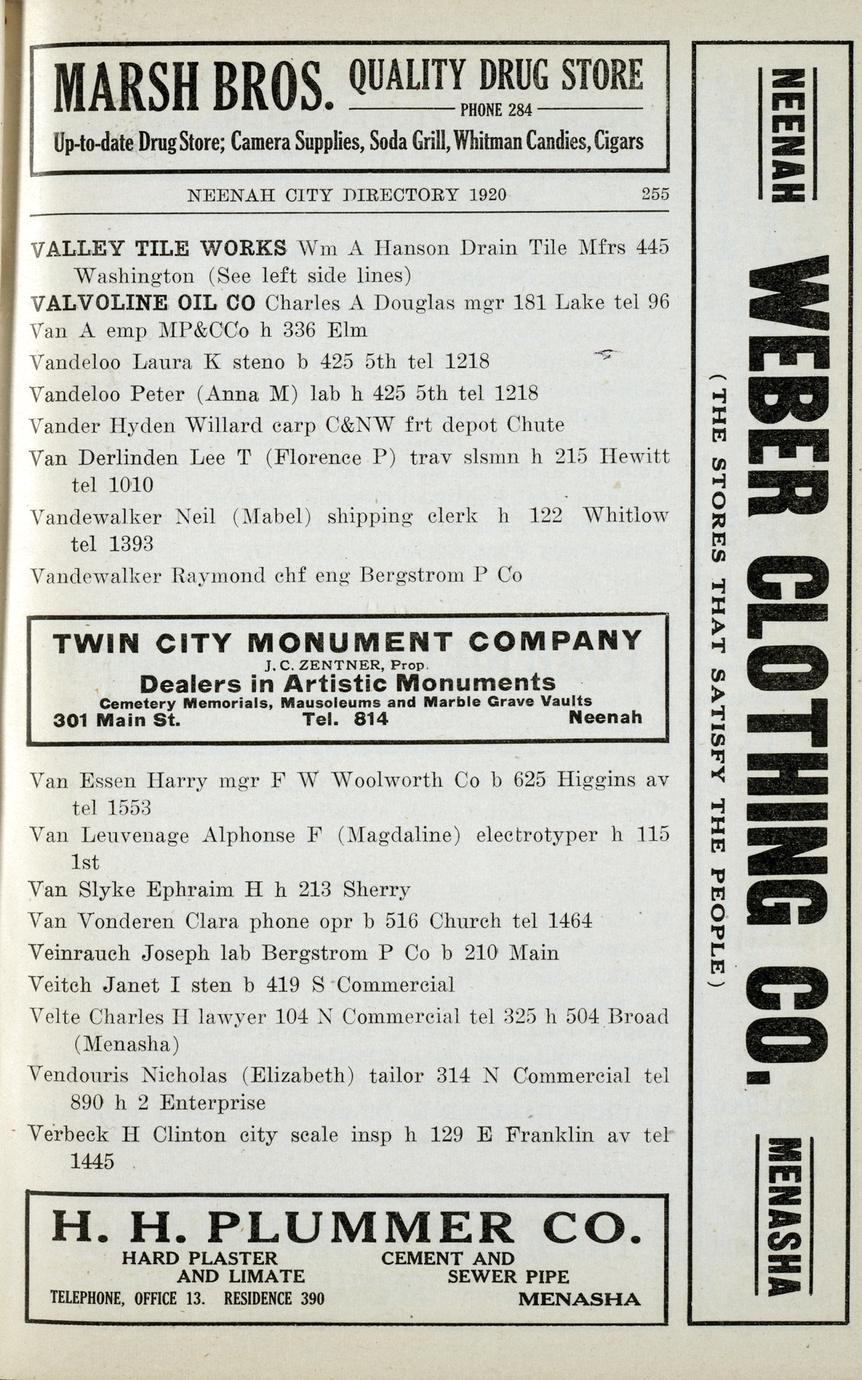 MARSH BROS. QUALITY DRUG STORE
PHONE 284
Up-to-date Drug Store; Camera Supplies, Soda Grill, Whitman Candies, Cigars
NEENAH CITY DIRECTORY 1920 255
VALLEY TILE WORKS Wm A Hanson Drain Tile Mfrs 445
Washington (See left side lines)
VALVOLINE OIL CO Charles A Douglas mgr 181 Lake tel 96
Van A emp MP&CCo h 336 Elm
Vandeloo Laura K steno b 425 5th tel 1218
Vandeloo Peter (Anna M) lab h 425 5th tel 1218
Vander Hyden Willard carp C&NW frt depot Chute
Van Derlinden Lee T (Florence P) trav slsmn h 215 Hewitt
tel 1010
Vandewalker Neil (Mabel) shipping clerk h 122 Whitlow
tel 1393
Vandewalker Raymond chf eng Bergstrom P Co
TWIN CITY MONUMENT COMPANY
J. C. ZENTNER, Prop.
Dealers in Artistic Monuments
Cemetery Memorials, Mausoleums and Marble Grave Vaults
301 Main St. Tel. 814 Neenah
Van Essen Harry mgr F W Woolworth Co b 625 Higgins av
tel 1553
Van Leuvenage Alphonse F (Magdaline) electrotyper h 115
1st
Van Slyke Ephraim H h 213 Sherry
Van Vonderen Clara phone opr b 516 Church tel 1464
Veinrauch Joseph lab Bergstrom P Co b 210 Main
Veitch Janet I sten b 419 S Commercial
Velte Charles H lawyer 104 N Commercial tel 325 h 504 Broad
(Menasha)
Vendouris Nicholas (Elizabeth) tailor 314 N Commercial tel
890 h 2 Enterprise
Verbeck H Clinton city scale insp h 129 E Franklin av tel
1445
H. H. PLUMMER CO.
HARD PLASTER CEMENT AND
AND LIMATE SEWER PIPE
TELEPHONE, OFFICE 13. RESIDENCE 390 MENASHA
NEENAH WEBER CLOTHING CO. MENASHA
(THE STORES THAT SATISFY THE PEOPLE)